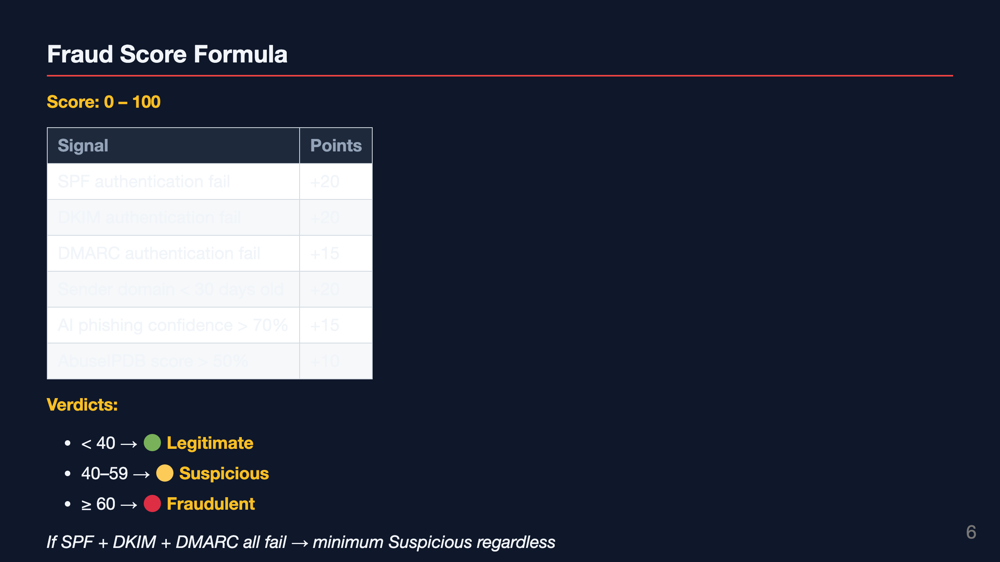 Fraud Score Formula
Score: 0 – 100
Signal Points
SPF authentication fail +20
DKIM authentication fail +20
DMARC authentication fail +15
Sender domain < 30 days old +20
AI phishing confidence > 70% +15
AbuseIPDB score > 50% +10
Verdicts:
• < 40 → 🟢 Legitimate
• 40–59 → 🟡 Suspicious
• ≥ 60 → 🔴 Fraudulent
If SPF + DKIM + DMARC all fail → minimum Suspicious regardless
6